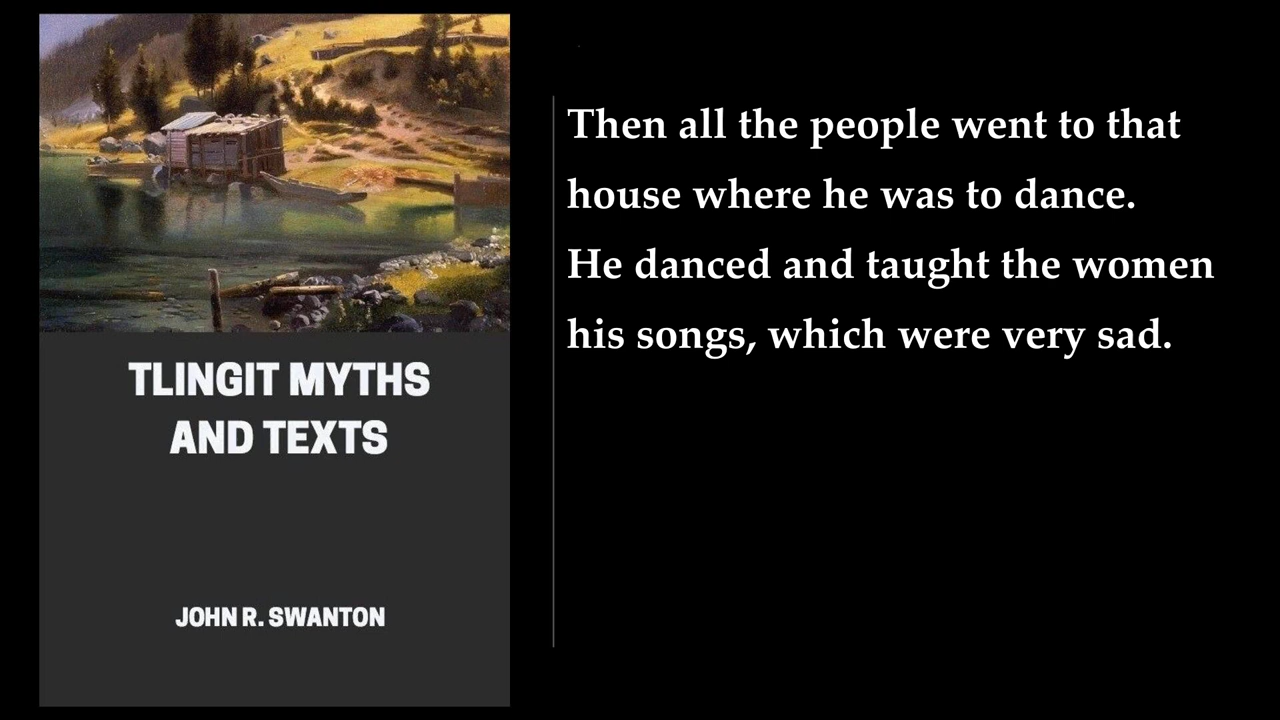 TLINGIT MYTHS
AND TEXTS
JOHN R. SWANTON
Then all the people went to that
house where he was to dance.
He danced and taught the women
his songs, which were very sad.